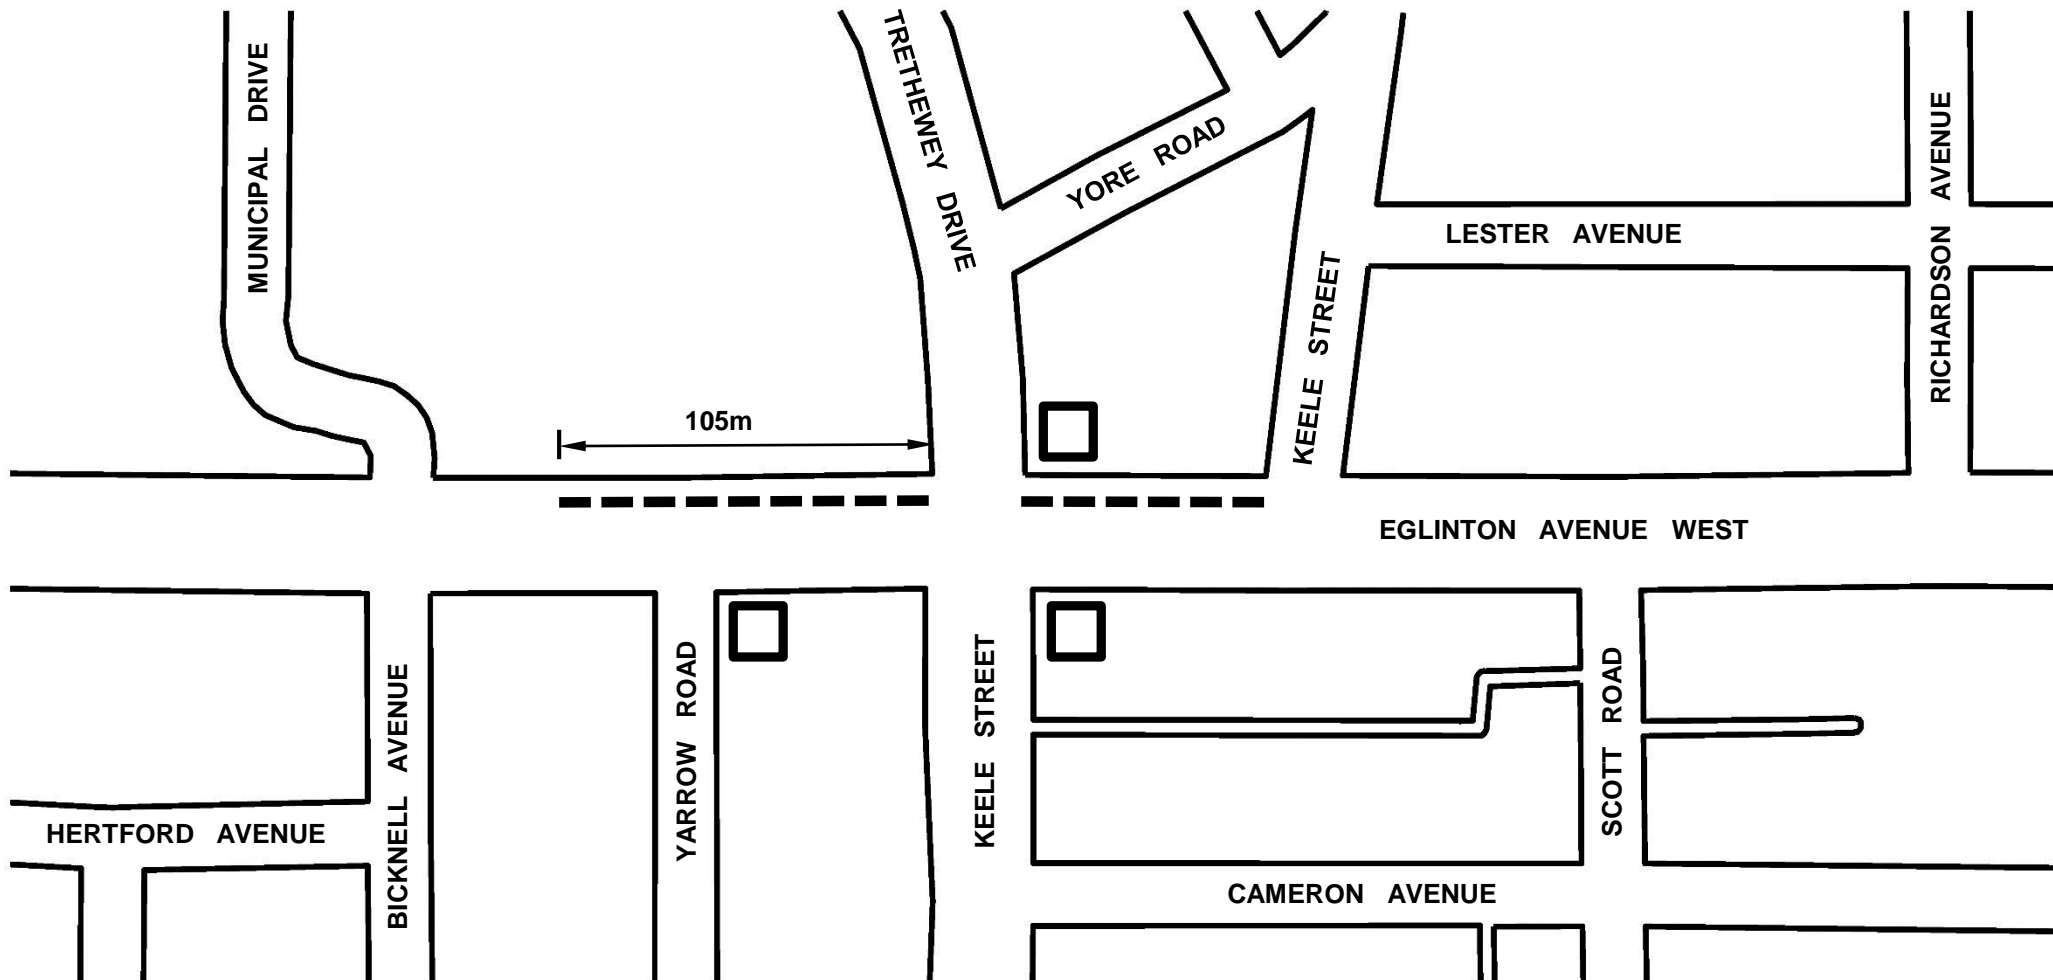 MUNICIPAL DRIVE
TRETHEWEY DRIVE
YORE ROAD
KEELE STREET
LESTER AVENUE
RICHARDSON AVENUE
105m
EGLINTON AVENUE WEST
HERTFORD AVENUE
BICKNELL AVENUE
YARROW ROAD
KEELE STREET
SCOTT ROAD
CAMERON AVENUE